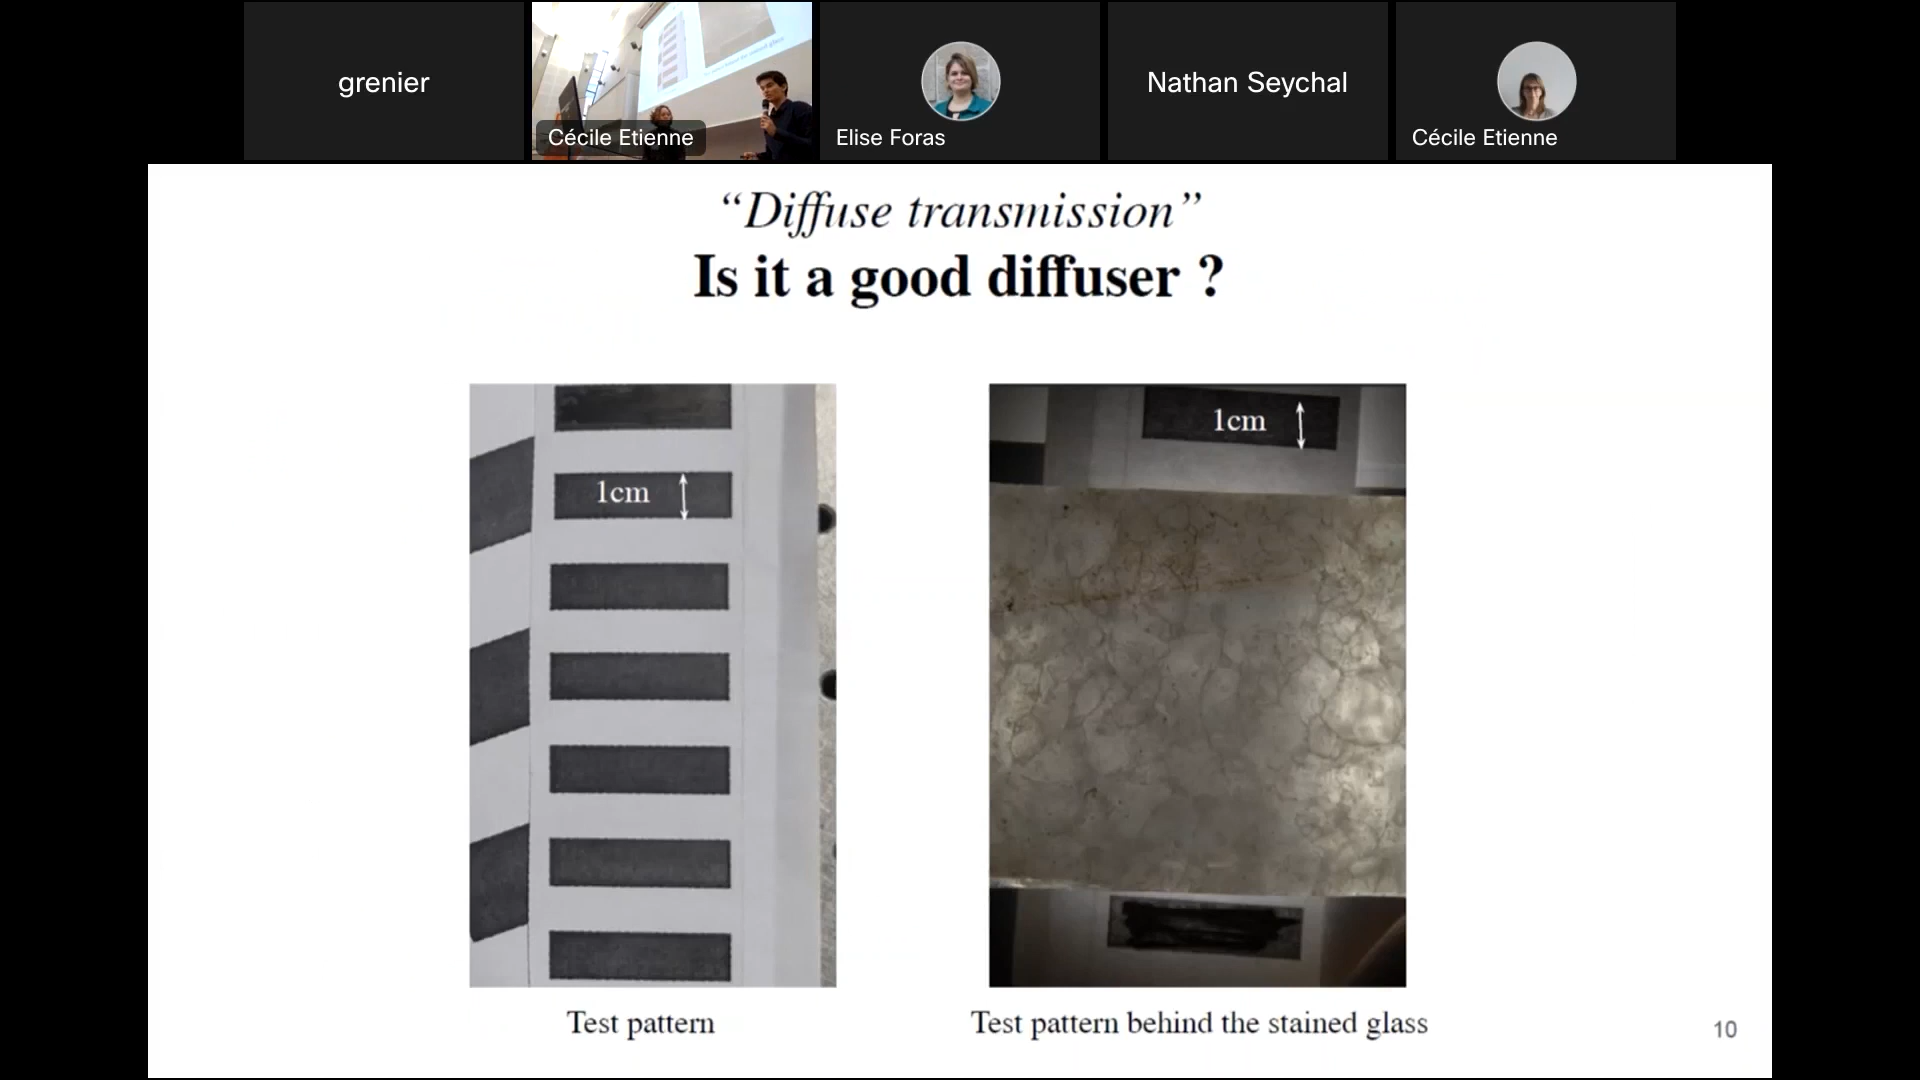 grenier
Cécile Etienne
Elise Foras
Nathan Seychal
Cécile Etienne
“Diffuse transmission”
Is it a good diffuser ?
1cm
1cm
Test pattern
Test pattern behind the stained glass
10